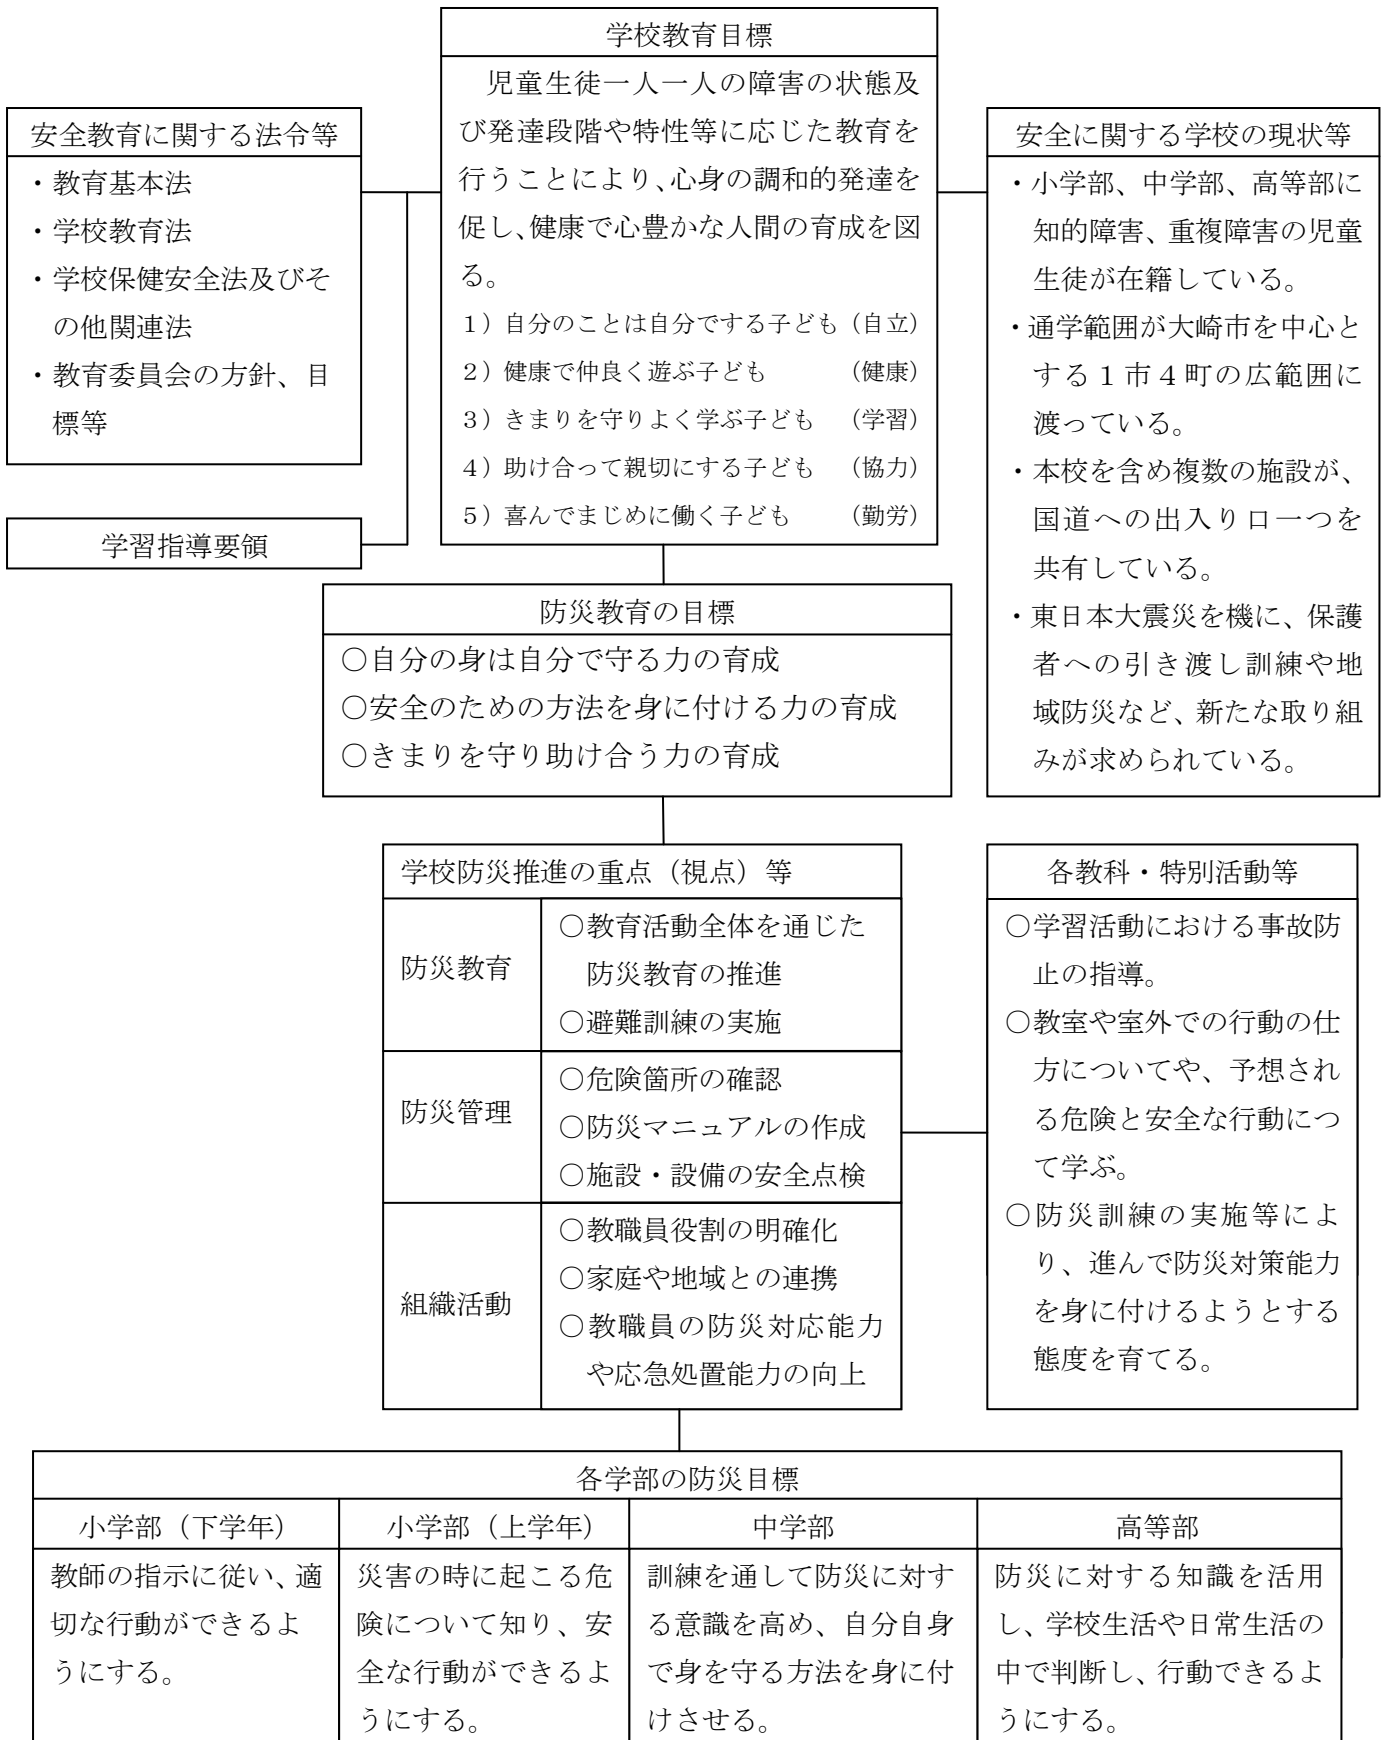 学校教育目標
児童生徒一人一人の障害の状態及
び発達段階や特性等に応じた教育を
行うことにより、心身の調和的発達を
促し、健康で心豊かな人間の育成を図
る。
1）自分のことは自分でする子ども（自立）
2）健康で仲良く遊ぶ子ども　　（健康）
3）きまりを守りよく学ぶ子ども　（学習）
4）助け合って親切にする子ども　（協力）
5）喜んでまじめに働く子ども　　（勤労）
安全教育に関する法令等
・教育基本法
・学校教育法
・学校保健安全法及びそ
の他関連法
・教育委員会の方針、目
標等
学習指導要領
安全に関する学校の現状等
・小学部、中学部、高等部に
知的障害、重複障害の児童
生徒が在籍している。
・通学範囲が大崎市を中心と
する１市４町の広範囲に
渡っている。
・本校を含め複数の施設が、
国道への出入り口一つを
共有している。
・東日本大震災を機に、保護
者への引き渡し訓練や地
域防災など、新たな取り組
みが求められている。
防災教育の目標
○自分の身は自分で守る力の育成
○安全のための方法を身に付ける力の育成
○きまりを守り助け合う力の育成
学校防災推進の重点（視点）等
防災教育
○教育活動全体を通じた
防災教育の推進
○避難訓練の実施
防災管理
○危険箇所の確認
○防災マニュアルの作成
○施設・設備の安全点検
組織活動
○教職員役割の明確化
○家庭や地域との連携
○教職員の防災対応能力
や応急処置能力の向上
各教科・特別活動等
○学習活動における事故防
止の指導。
○教室や室外での行動の仕
方についてや、予想され
る危険と安全な行動につ
て学ぶ。
○防災訓練の実施等によ
り、進んで防災対策能力
を身に付けるようとする
態度を育てる。
各学部の防災目標
小学部（下学年）
教師の指示に従い、適
切な行動ができるよ
うにする。
小学部（上学年）
災害の時に起こる危
険について知り、安
全な行動ができるよ
うにする。
中学部
訓練を通して防災に対す
る意識を高め、自分自身
で身を守る方法を身に付
けさせる。
高等部
防災に対する知識を活用
し、学校生活や日常生活の
中で判断し、行動できるよ
うにする。